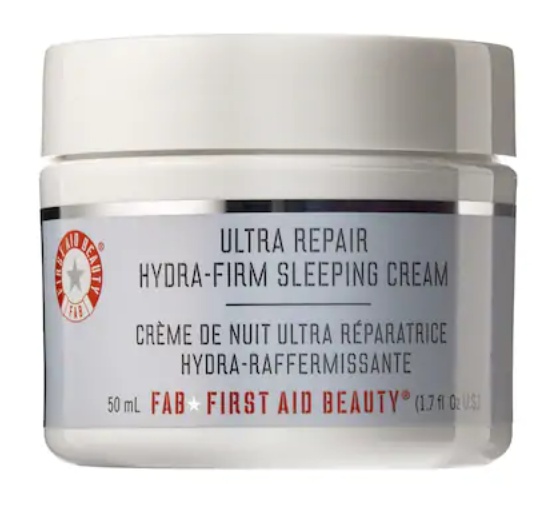 FIRST AID BEAUTY®
FAB
ULTRA REPAIR
HYDRA-FIRM SLEEPING CREAM
CRÈME DE NUIT ULTRA RÉPARATRICE
HYDRA-RAFFERMISSANTE
50 mL FAB★FIRST AID BEAUTY® (1.7 fl Oz U.S.)